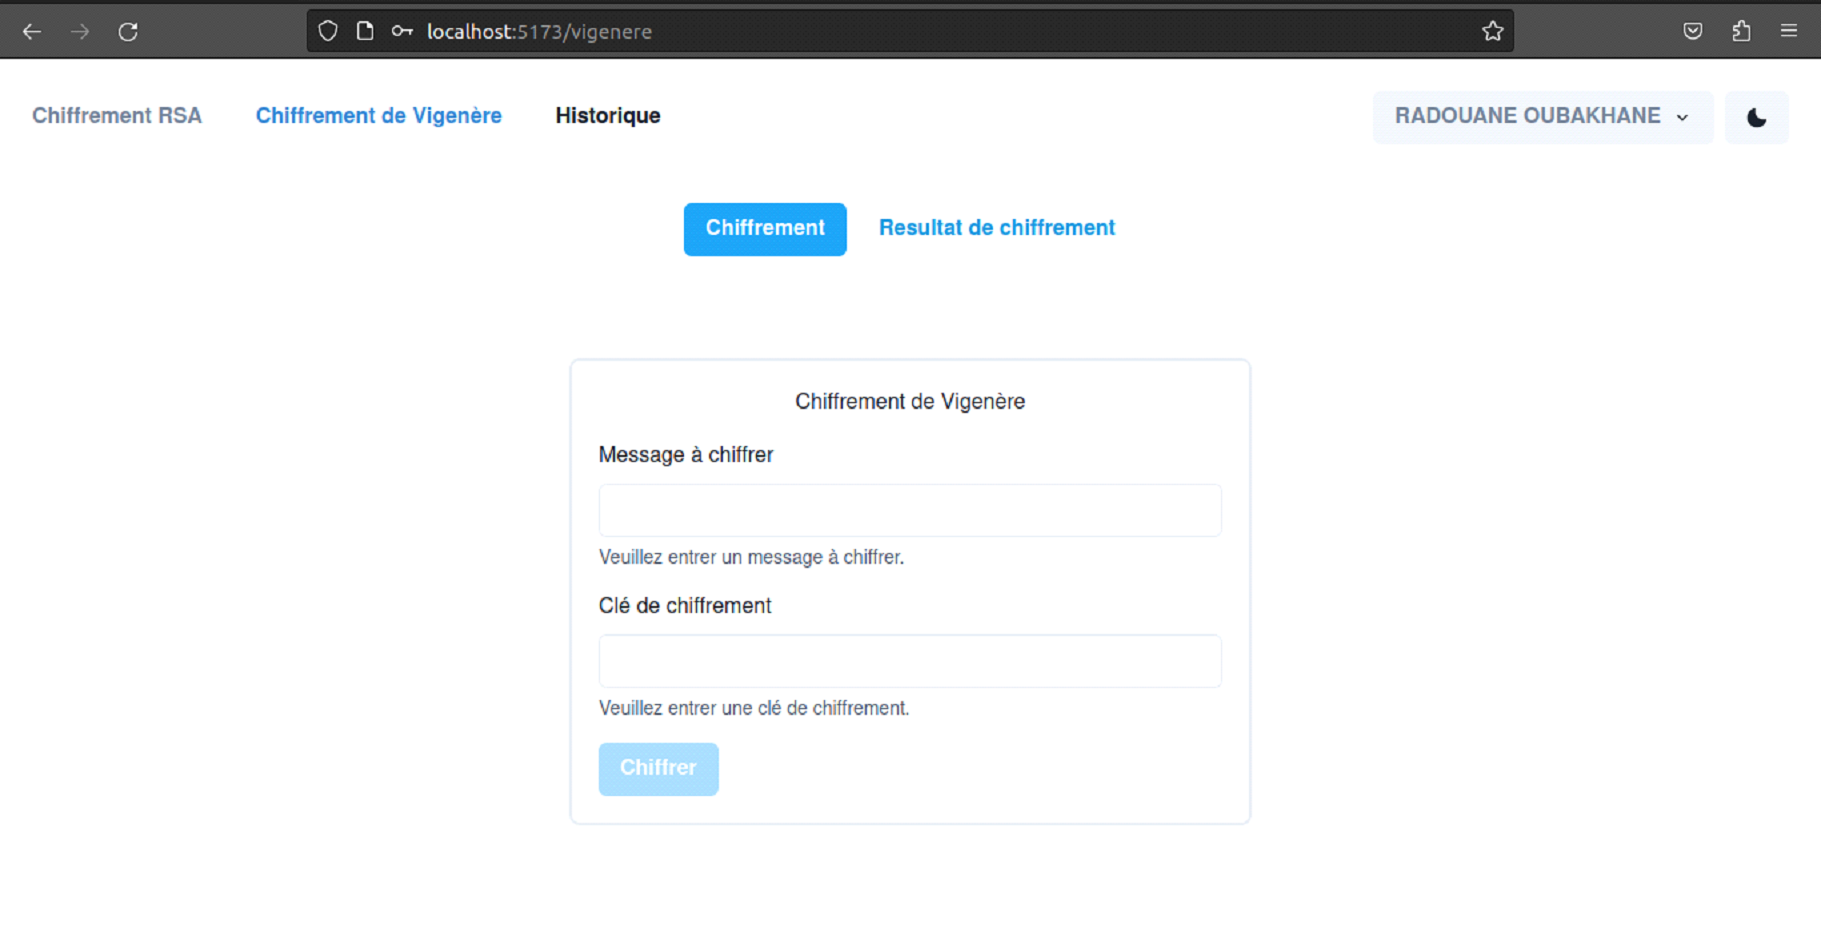 localhost:5173/vigenere
Chiffrement RSA Chiffrement de Vigenère Historique RADOUANE OUBAKHANE
Chiffrement Resultat de chiffrement
Chiffrement de Vigenère
Message à chiffrer
Veuillez entrer un message à chiffrer.
Clé de chiffrement
Veuillez entrer une clé de chiffrement.
Chiffrer